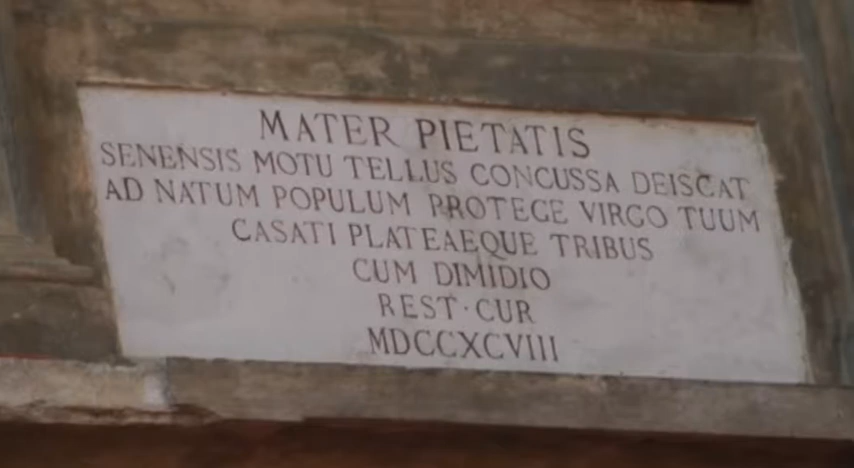 MATER PIETATIS
SENENSIS MOTU TELLUS CONCUSSA DEISCAT
AD NATUM POPULUM PROTEGE VIRGO TUUM
CASATI PLATEAEQUE TRIBUS
CUM DIMIDIO
REST · CUR
MDCCXCVIII